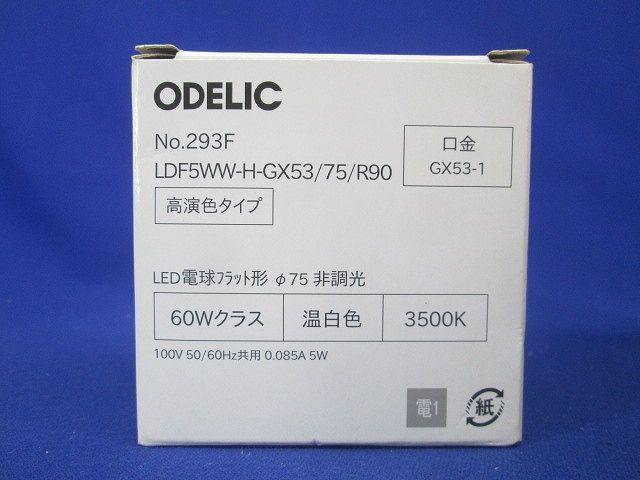 ODELIC
No.293F
LDF5WW-H-GX53/75/R90
口金
GX53-1
高演色タイプ
LED電球フラット形 φ75 非調光
60Wクラス 温白色 3500K
100V 50/60Hz共用 0.085A 5W
電1
紙